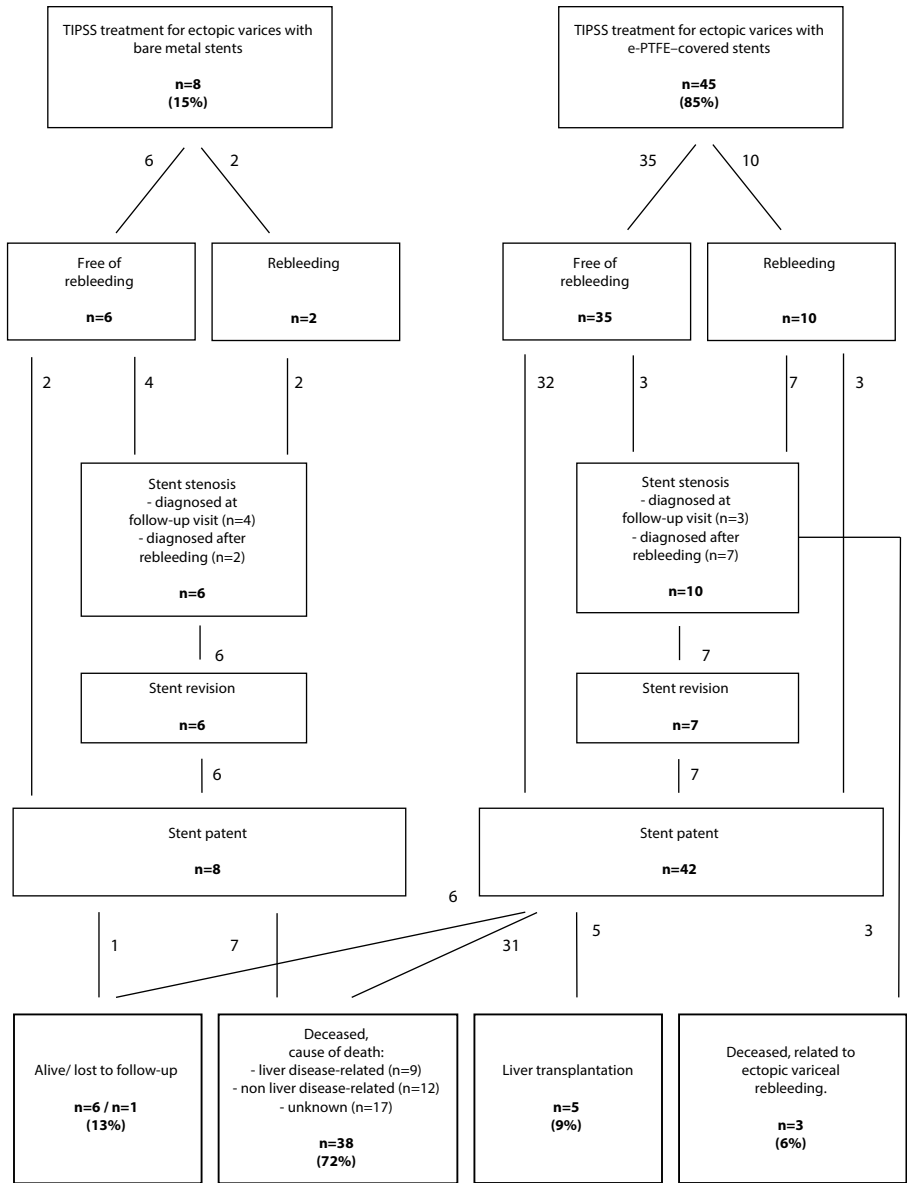 TIPSS treatment for ectopic varices with
bare metal stents
n=8
(15%)
TIPSS treatment for ectopic varices with
e-PTFE–covered stents
n=45
(85%)
6
2
35
10
Free of
rebleeding
n=6
Rebleeding
n=2
Free of
rebleeding
n=35
Rebleeding
n=10
2
4
2
32
3
7
3
Stent stenosis
- diagnosed at
follow-up visit (n=4)
- diagnosed after
rebleeding (n=2)
n=6
Stent stenosis
- diagnosed at
follow-up visit (n=3)
- diagnosed after
rebleeding (n=7)
n=10
6
7
Stent revision
n=6
Stent revision
n=7
6
7
Stent patent
n=8
Stent patent
n=42
1
7
6
31
5
3
Alive/ lost to follow-up
n=6 / n=1
(13%)
Deceased,
cause of death:
- liver disease-related (n=9)
- non liver disease-related (n=12)
- unknown (n=17)
n=38
(72%)
Liver transplantation
n=5
(9%)
Deceased, related to
ectopic variceal
rebleeding.
n=3
(6%)